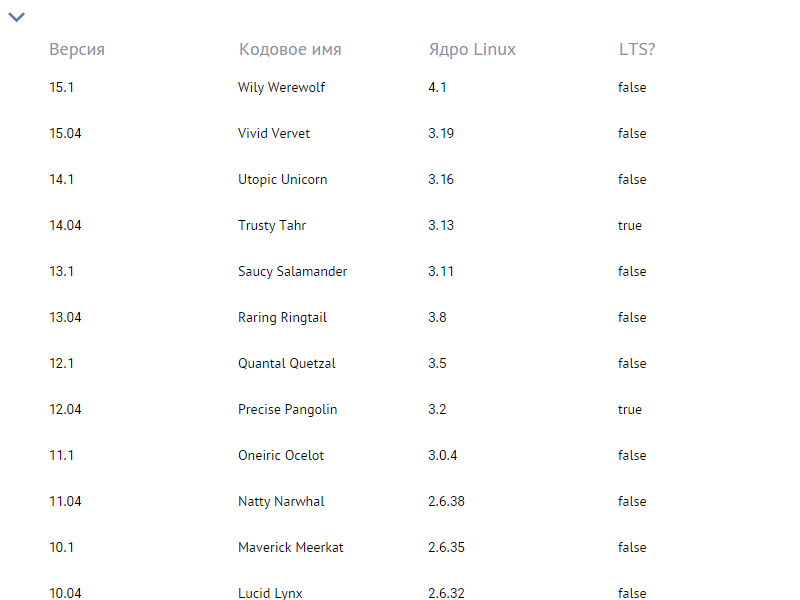 Версия Кодовое имя Ядро Linux LTS?
15.1 Wily Werewolf 4.1 false
15.04 Vivid Vervet 3.19 false
14.1 Utopic Unicorn 3.16 false
14.04 Trusty Tahr 3.13 true
13.1 Saucy Salamander 3.11 false
13.04 Raring Ringtail 3.8 false
12.1 Quantal Quetzal 3.5 false
12.04 Precise Pangolin 3.2 true
11.1 Oneiric Ocelot 3.0.4 false
11.04 Natty Narwhal 2.6.38 false
10.1 Maverick Meerkat 2.6.35 false
10.04 Lucid Lynx 2.6.32 false